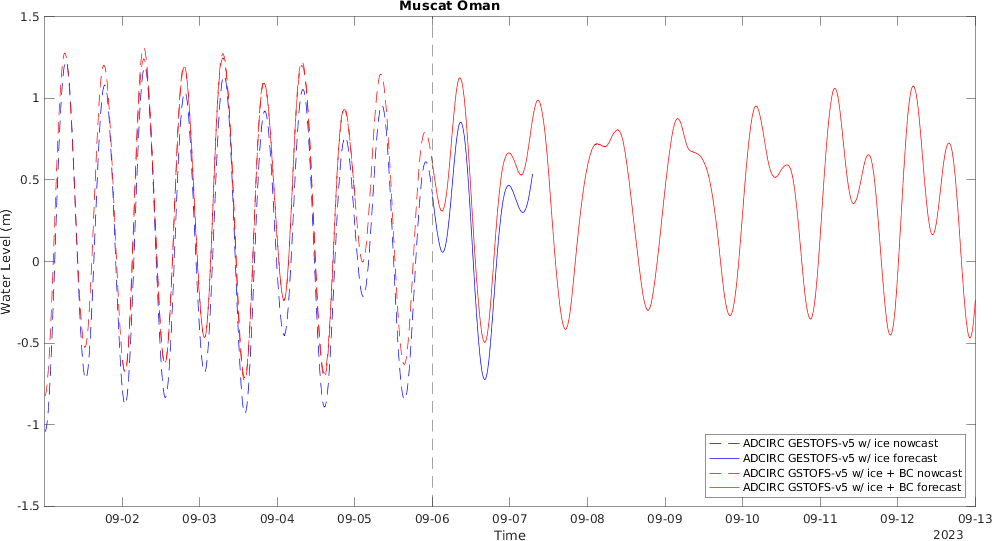 Muscat Oman
1.5
1
0.5
0
-0.5
-1
-1.5
Water Level (m)
09-02 09-03 09-04 09-05 09-06 09-07 09-08 09-09 09-10 09-11 09-12 09-13
Time
2023
ADCIRC GESTOFS-v5 w/ ice nowcast
ADCIRC GESTOFS-v5 w/ ice forecast
ADCIRC GSTOFS-v5 w/ ice + BC nowcast
ADCIRC GSTOFS-v5 w/ ice + BC forecast